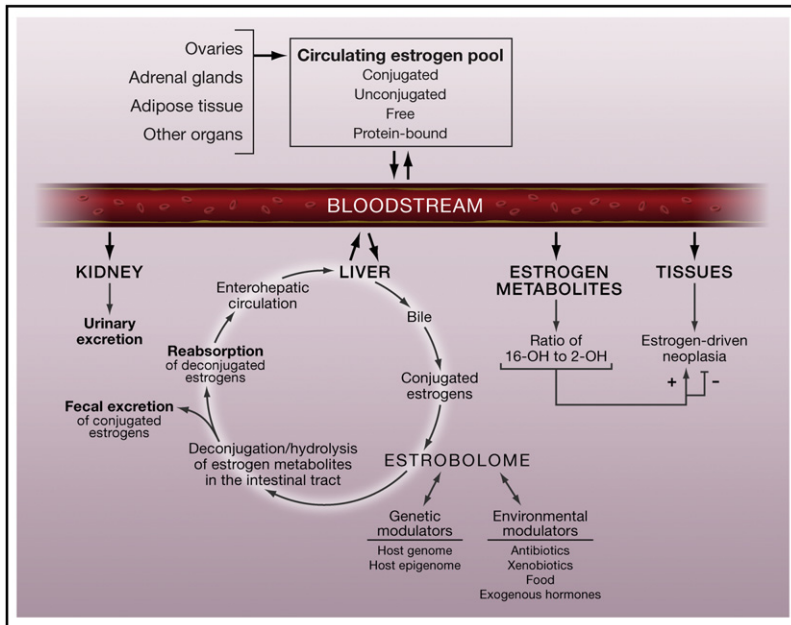 Ovaries
Adrenal glands
Adipose tissue
Other organs
Circulating estrogen pool
Conjugated
Unconjugated
Free
Protein-bound
BLOODSTREAM
KIDNEY
Urinary
excretion
LIVER
Enterohepatic
circulation
Bile
Reabsorption
of deconjugated
estrogens
Conjugated
estrogens
Fecal excretion
of conjugated
estrogens
Deconjugation/hydrolysis
of estrogen metabolites
in the intestinal tract
ESTROBOLOME
Genetic
modulators
Host genome
Host epigenome
Environmental
modulators
Antibiotics
Xenobiotics
Food
Exogenous hormones
ESTROGEN
METABOLITES
Ratio of
16-OH to 2-OH
TISSUES
Estrogen-driven
neoplasia
+
–